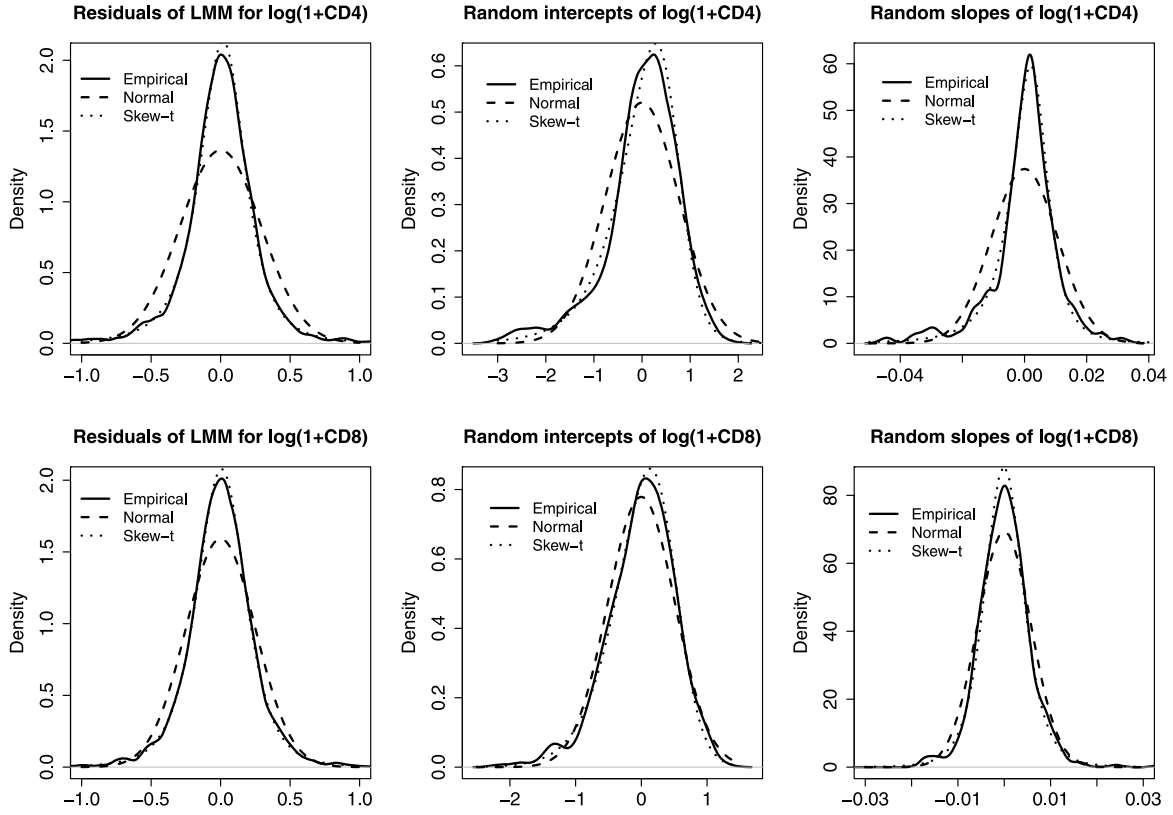 Residuals of LMM for log(1+CD4)
Density
0.0 0.5 1.0 1.5 2.0
Empirical
Normal
Skew−t
−1.0 −0.5 0.0 0.5 1.0
Random intercepts of log(1+CD4)
Density
0.0 0.1 0.2 0.3 0.4 0.5 0.6
Empirical
Normal
Skew−t
−3 −2 −1 0 1 2
Random slopes of log(1+CD4)
Density
0 10 20 30 40 50 60
Empirical
Normal
Skew−t
−0.04 0.00 0.02 0.04
Residuals of LMM for log(1+CD8)
Density
0.0 0.5 1.0 1.5 2.0
Empirical
Normal
Skew−t
−1.0 −0.5 0.0 0.5 1.0
Random intercepts of log(1+CD8)
Density
0.0 0.2 0.4 0.6 0.8
Empirical
Normal
Skew−t
−2 −1 0 1
Random slopes of log(1+CD8)
Density
0 20 40 60 80
Empirical
Normal
Skew−t
−0.03 −0.01 0.01 0.03